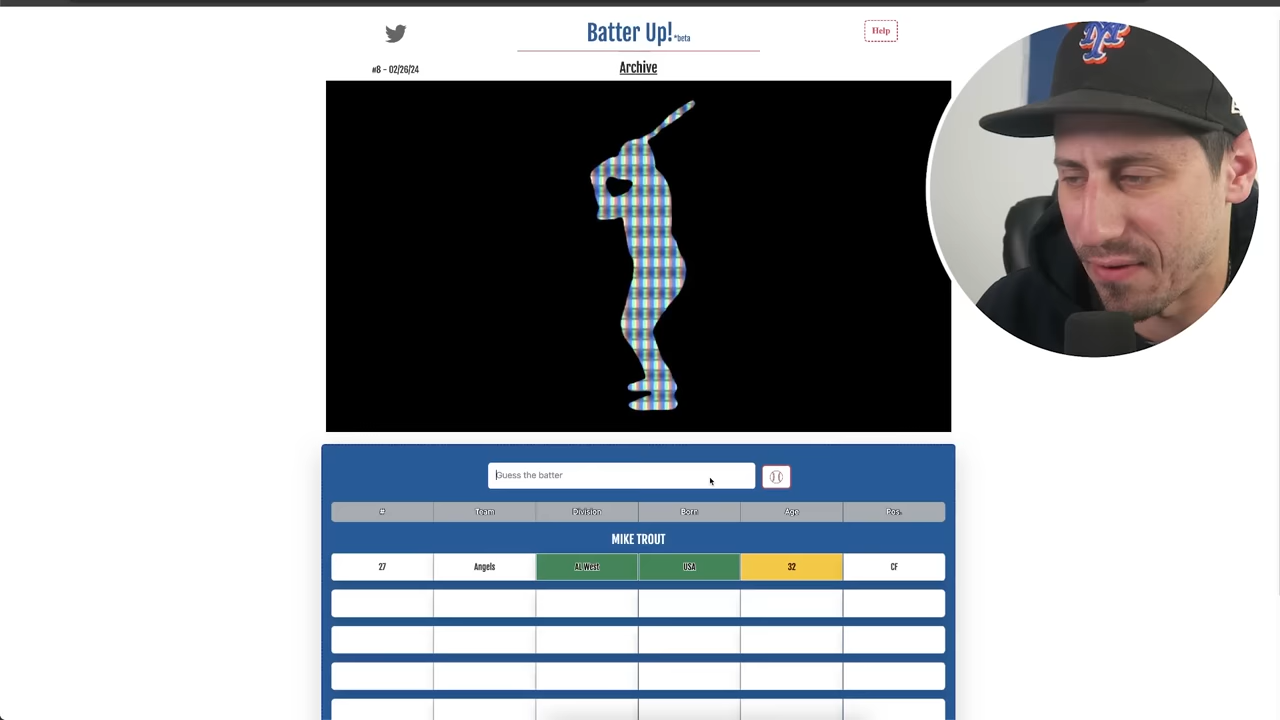 Batter Up! *beta
Help
#8 - 02/26/24
Archive
Guess the batter
# Team Division Born Age Pos.
MIKE TROUT
27 Angels AL West USA 32 CF